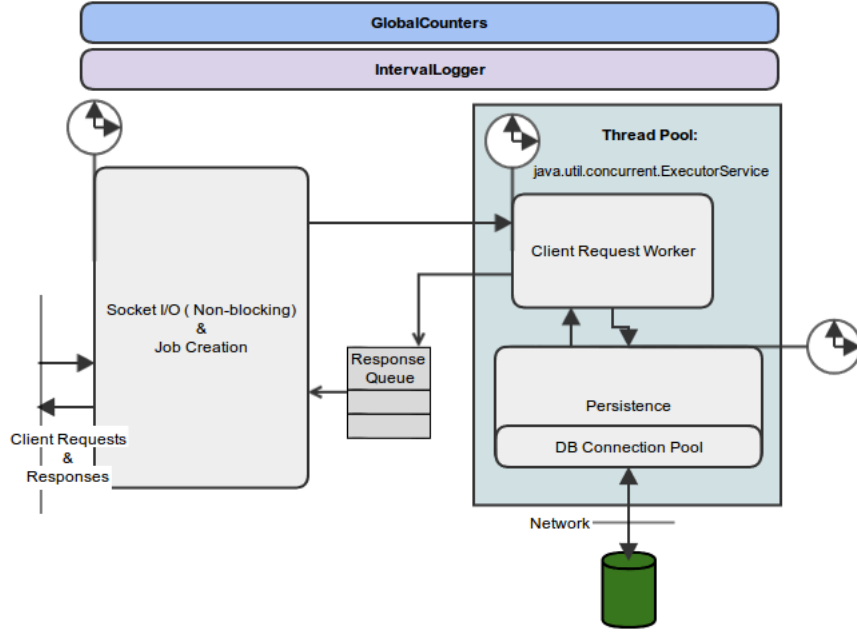 GlobalCounters
IntervalLogger
Thread Pool:
java.util.concurrent.ExecutorService
Client Request Worker
Socket I/O ( Non-blocking)
&
Job Creation
Response
Queue
Persistence
DB Connection Pool
Client Requests
&
Responses
Network